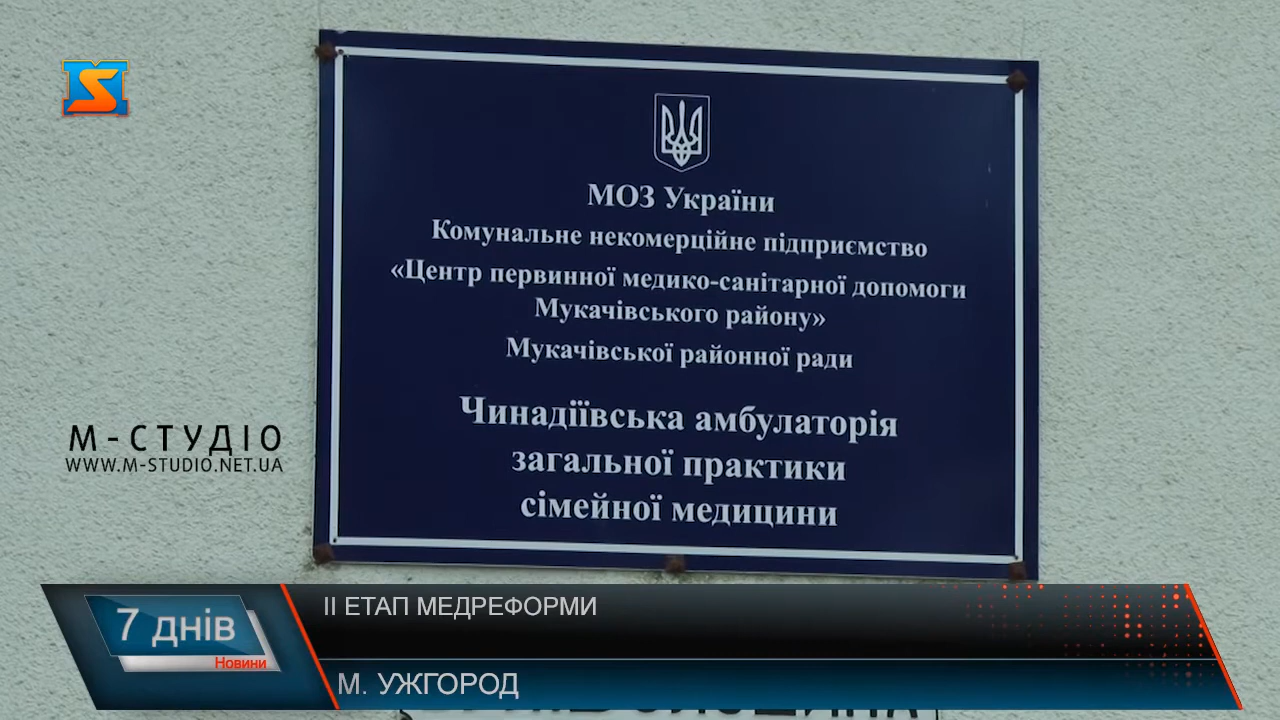 МОЗ України
Комунальне некомерційне підприємство
«Центр первинної медико-санітарної допомоги
Мукачівського району»
Мукачівської районної ради
Чинадіївська амбулаторія
загальної практики
сімейної медицини
М-СТУДІО
WWW.M-STUDIO.NET.UA
7 днів
Новини
ІІ ЕТАП МЕДРЕФОРМИ
М. УЖГОРОД